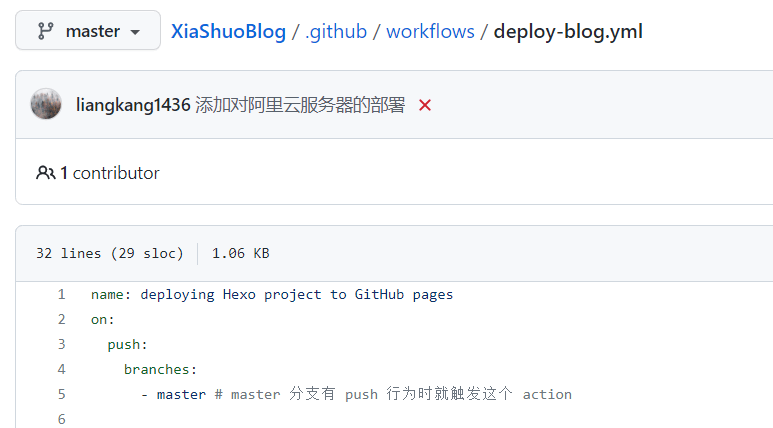 master XiaShuoBlog / .github / workflows / deploy-blog.yml
liangkang1436 添加对阿里云服务器的部署
1 contributor
32 lines (29 sloc) 1.06 KB
1 name: deploying Hexo project to GitHub pages
2 on:
3 push:
4 branches:
5 - master # master 分支有 push 行为时就触发这个 action
6